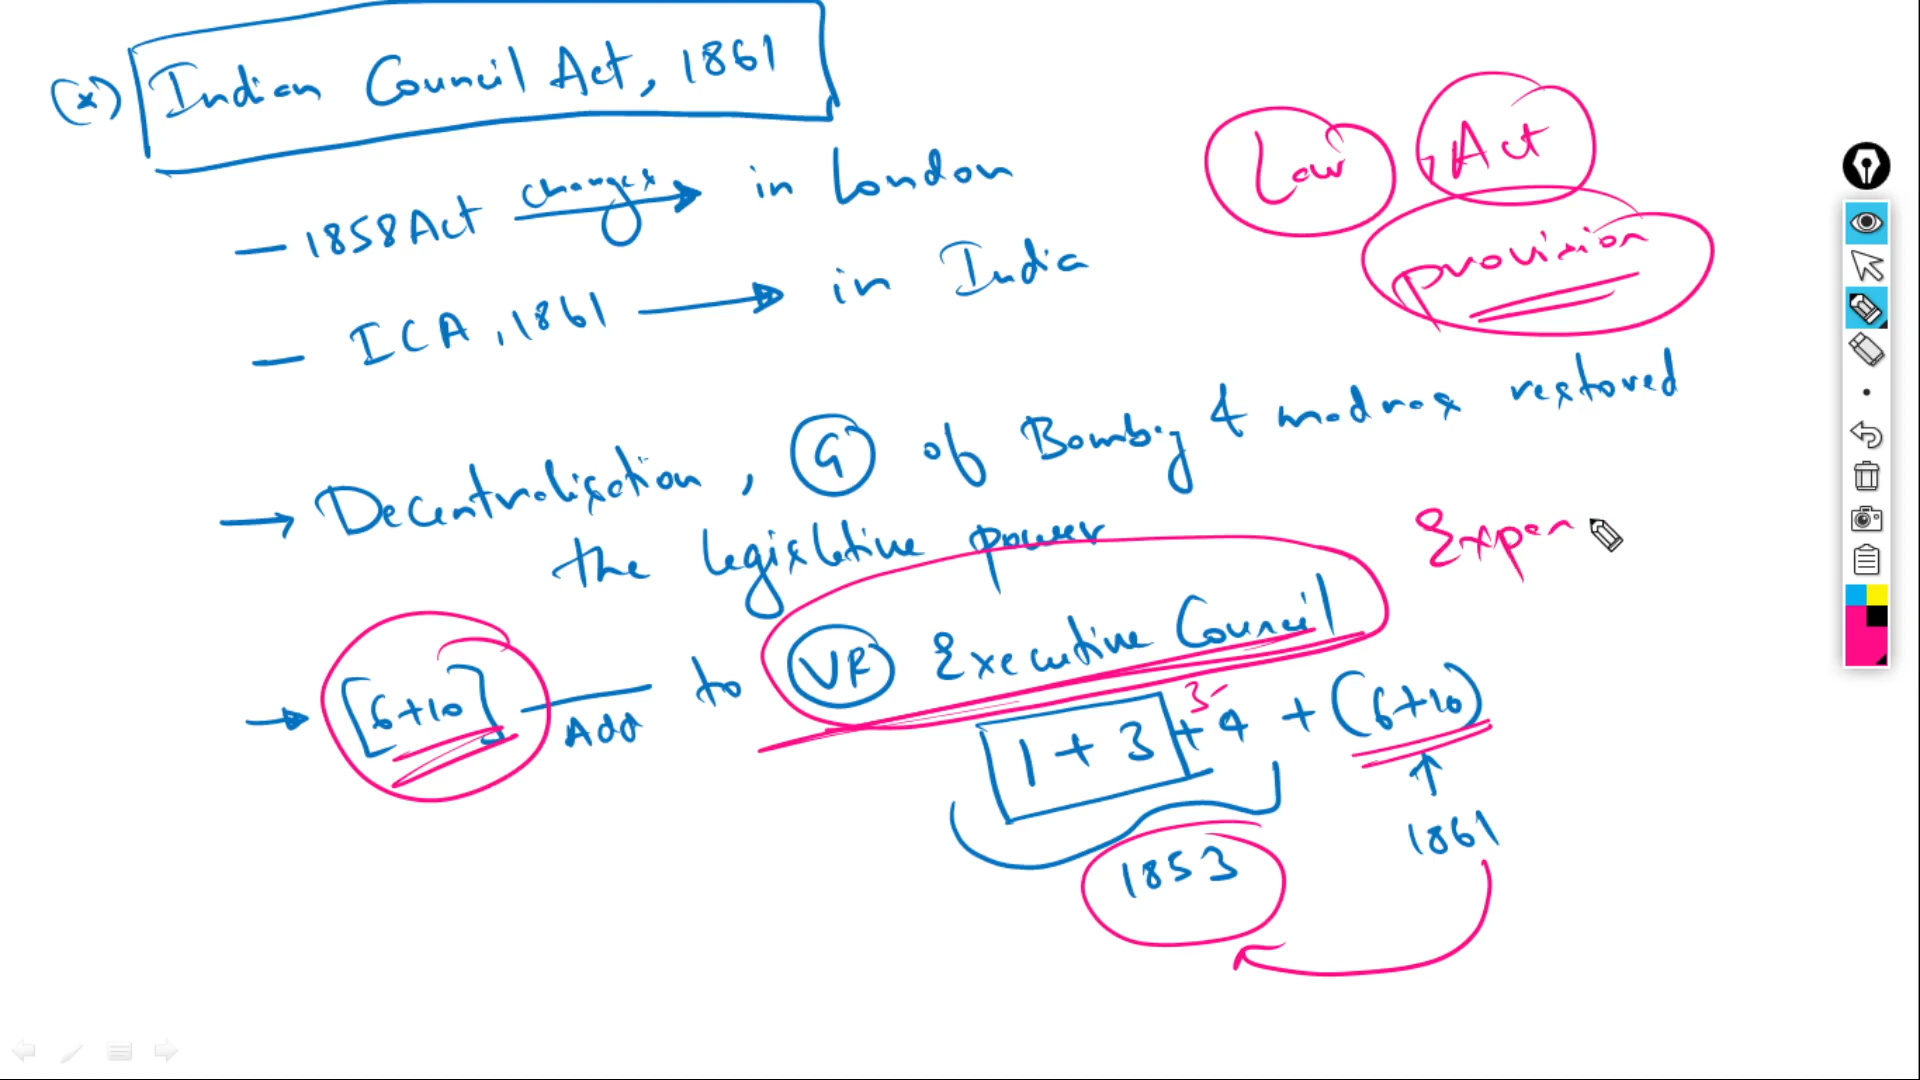 (x) Indian Council Act, 1861
Law, Act
provision
— 1858 Act changes → in London
— ICA, 1861 → in India
→ Decentralisation, G of Bombay & madras restored
the legislative power
Expan
→ [6+10] Add to VR Executive Council
3-
1 + 3 + 4 + (6+10)
1853
↑
1861